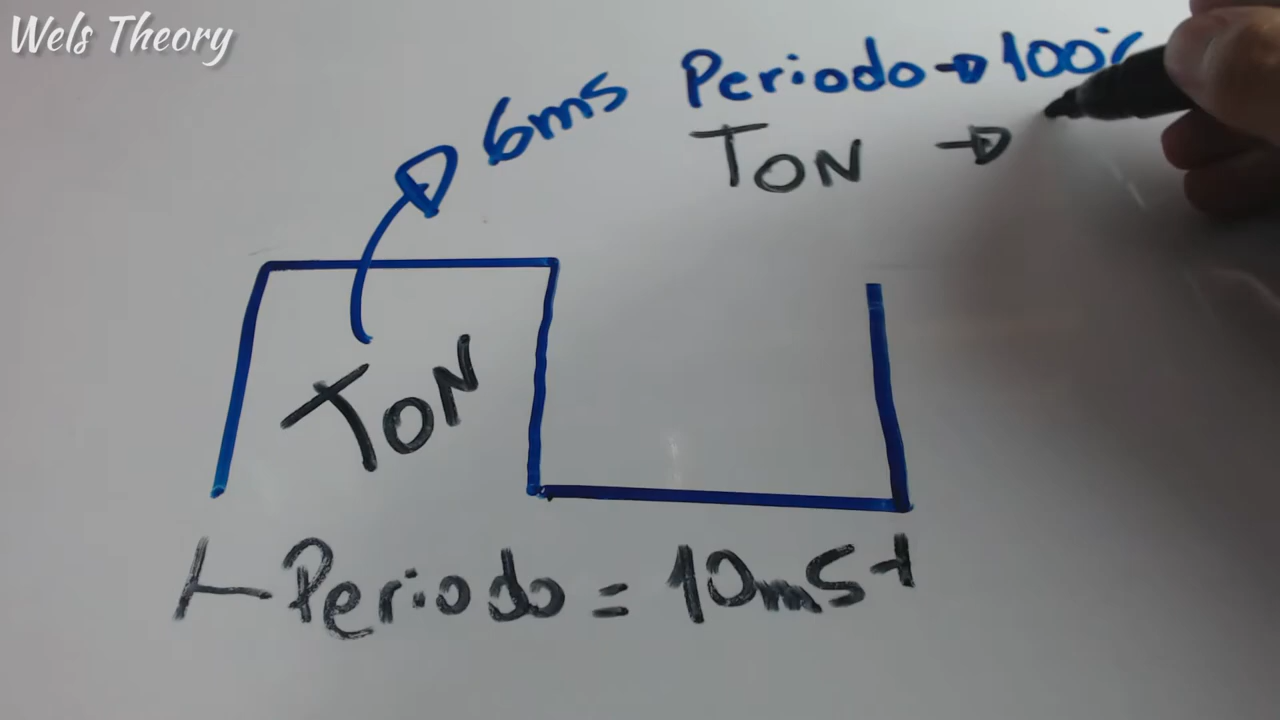 Wels Theory
6ms Periodo → 100%
TON →
TON
Periodo = 10ms